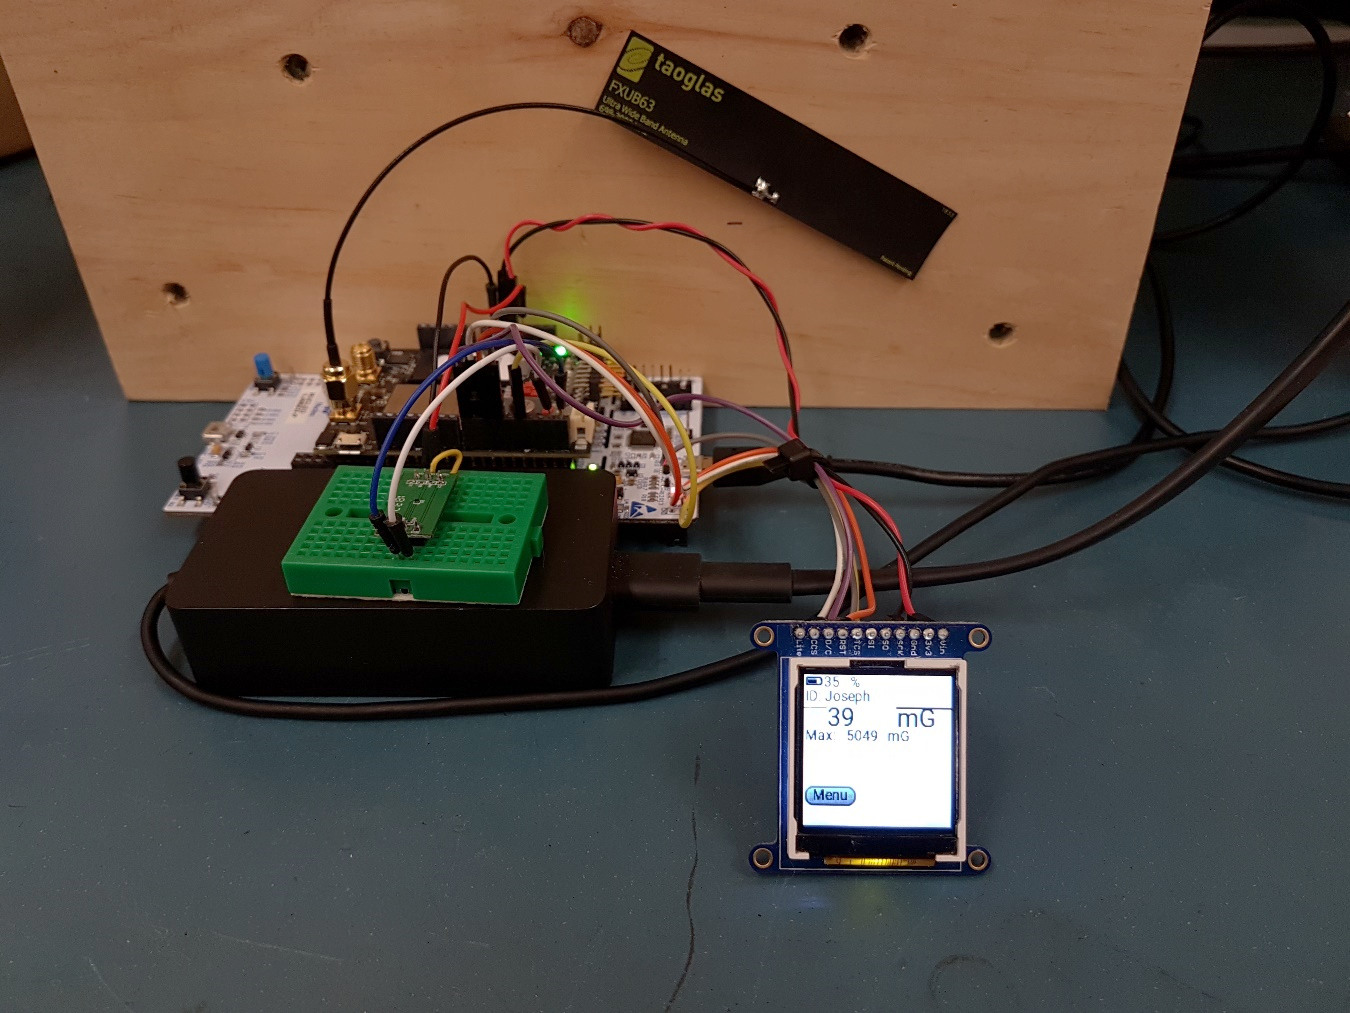 taoglas
FXUB63
Ultra Wide Band Antenna
Lite
CCS
D/C
RST
TCS
SI
SO
SCK
Gnd
3v3
Vin
35 %
ID: Joseph
39 mG
Max: 5049 mG
Menu